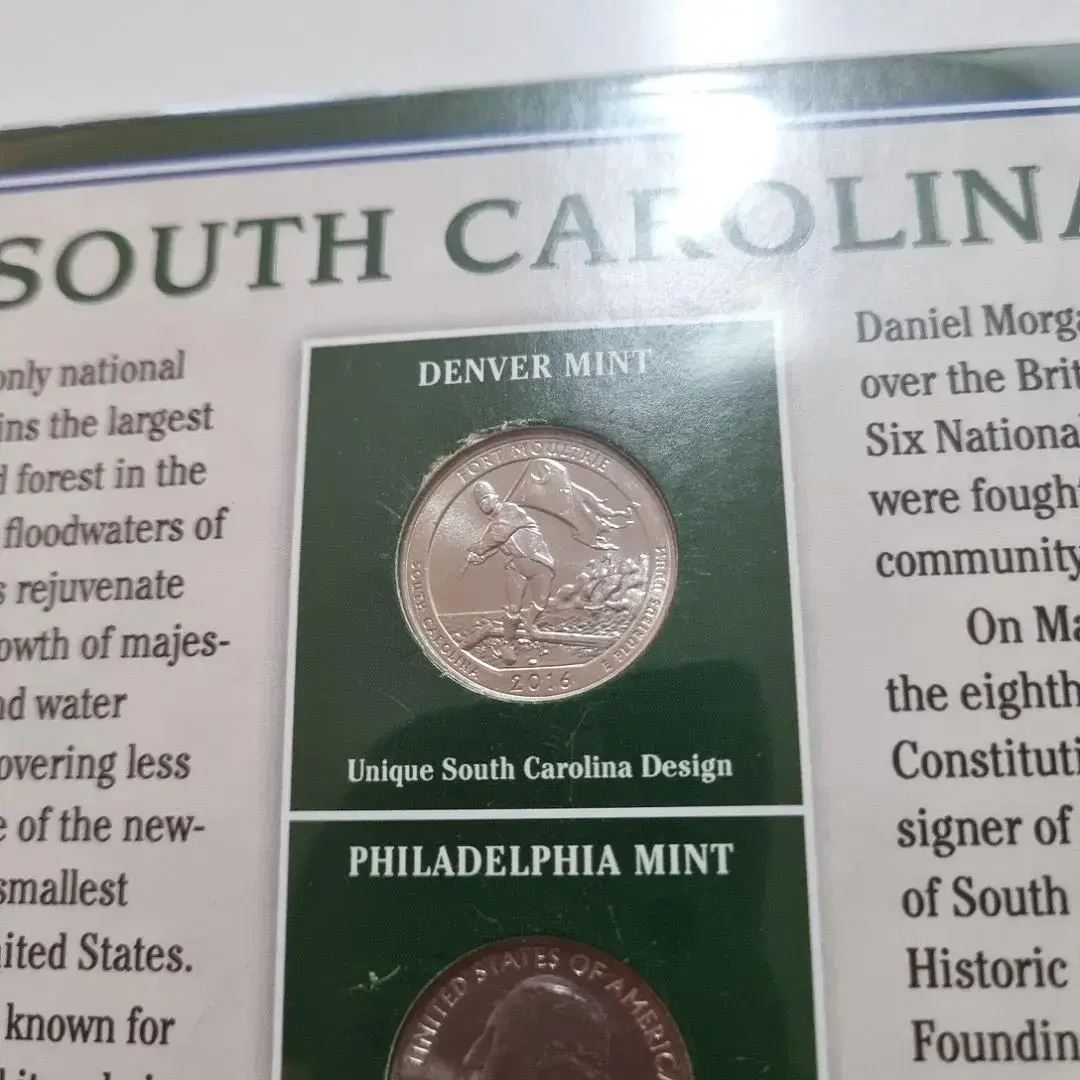 SOUTH CAROLINA
only national
ins the largest
forest in the
floodwaters of
rejuvenate
owth of majes-
water
overing less
of the new-
smallest
ited States.
known for
DENVER MINT
FORT MOULTRIE
SOUTH CAROLINA
2016
E PLURIBUS UNUM
Unique South Carolina Design
PHILADELPHIA MINT
UNITED STATES OF AMERICA
Daniel Morga
over the Brit
Six Nationa
were fough
community
On Ma
the eighth
Constituti
signer of
of South
Historic
Foundin